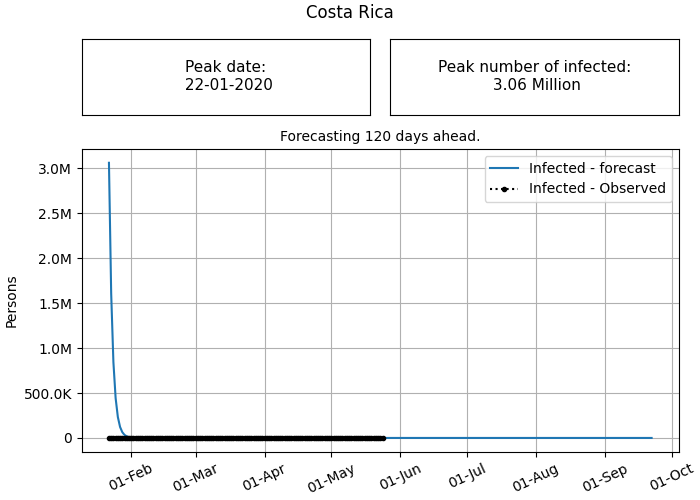 Costa Rica
Peak date:
22-01-2020
Peak number of infected:
3.06 Million
Forecasting 120 days ahead.
Infected - forecast
Infected - Observed
Persons
3.0M
2.5M
2.0M
1.5M
1.0M
500.0K
0
01-Feb
01-Mar
01-Apr
01-May
01-Jun
01-Jul
01-Aug
01-Sep
01-Oct